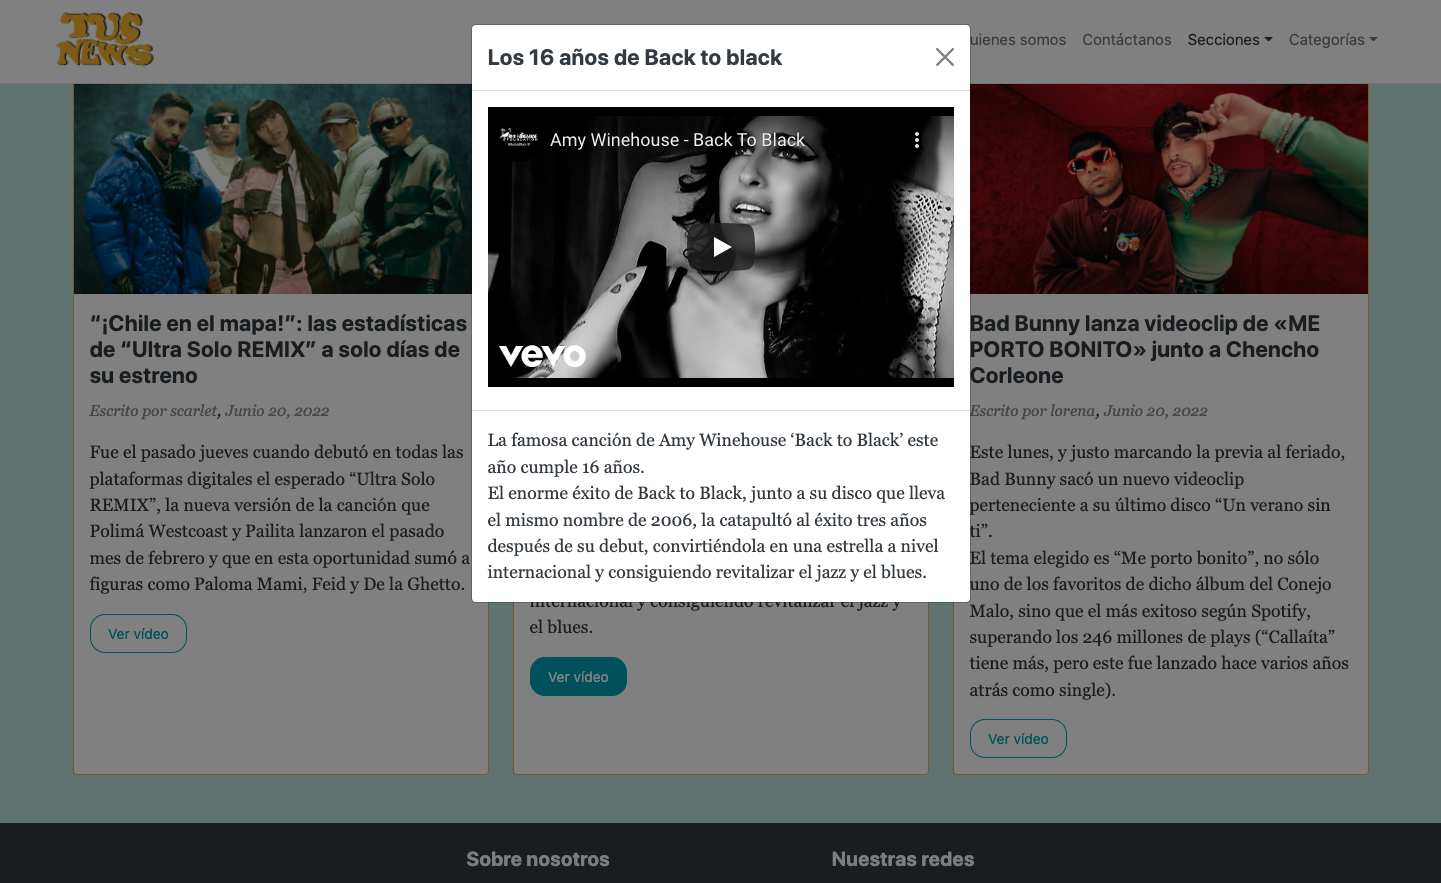 TUS
NEWS
uienes somos
Contáctanos
Secciones
Categorías
Los 16 años de Back to black
Amy Winehouse - Back To Black
vevo
La famosa canción de Amy Winehouse ‘Back to Black’ este
año cumple 16 años.
El enorme éxito de Back to Black, junto a su disco que lleva
el mismo nombre de 2006, la catapultó al éxito tres años
después de su debut, convirtiéndola en una estrella a nivel
internacional y consiguiendo revitalizar el jazz y el blues.
“¡Chile en el mapa!”: las estadísticas
de “Ultra Solo REMIX” a solo días de
su estreno
Escrito por scarlet, Junio 20, 2022
Fue el pasado jueves cuando debutó en todas las
plataformas digitales el esperado “Ultra Solo
REMIX”, la nueva versión de la canción que
Polimá Westcoast y Pailita lanzaron el pasado
mes de febrero y que en esta oportunidad sumó a
figuras como Paloma Mami, Feid y De la Ghetto.
Ver vídeo
internacional y consiguiendo revitalizar el jazz y
el blues.
Ver vídeo
Bad Bunny lanza videoclip de «ME
PORTO BONITO» junto a Chencho
Corleone
Escrito por lorena, Junio 20, 2022
Este lunes, y justo marcando la previa al feriado,
Bad Bunny sacó un nuevo videoclip
perteneciente a su último disco “Un verano sin
ti”.
El tema elegido es “Me porto bonito”, no sólo
uno de los favoritos de dicho álbum del Conejo
Malo, sino que el más exitoso según Spotify,
superando los 246 millones de plays (“Callaíta”
tiene más, pero este fue lanzado hace varios años
atrás como single).
Ver vídeo
Sobre nosotros
Nuestras redes